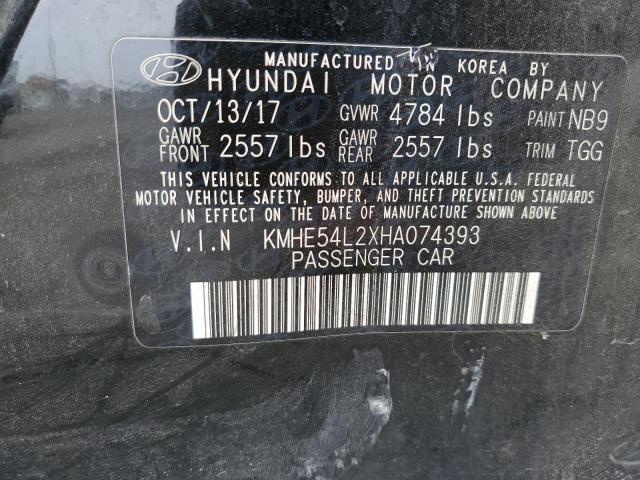 MANUFACTURED IN KOREA BY
HYUNDAI MOTOR COMPANY
OCT/13/17 GVWR 4784 lbs PAINT NB9
GAWR FRONT 2557 lbs GAWR REAR 2557 lbs TRIM TGG
THIS VEHICLE CONFORMS TO ALL APPLICABLE U.S.A. FEDERAL
MOTOR VEHICLE SAFETY, BUMPER, AND THEFT PREVENTION STANDARDS
IN EFFECT ON THE DATE OF MANUFACTURE SHOWN ABOVE
V.I.N KMHE54L2XHA074393
PASSENGER CAR